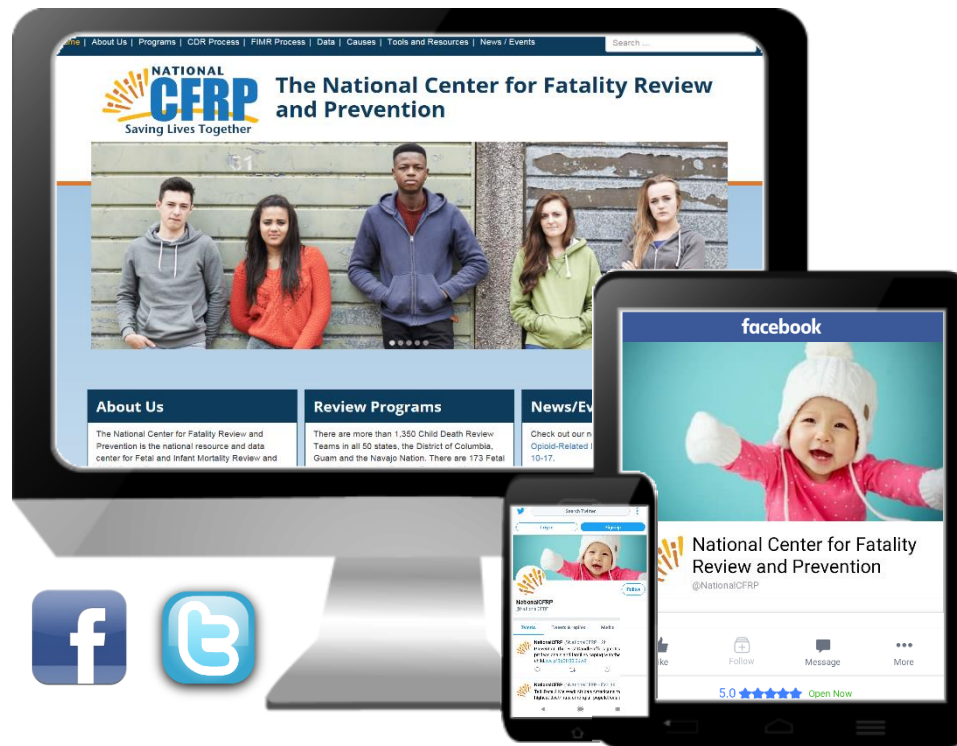 About Us | Programs | CDR Process | FIMR Process | Data | Causes | Tools and Resources | News / Events
Search ...
NATIONAL
CFRP
Saving Lives Together
The National Center for Fatality Review
and Prevention
About Us
The National Center for Fatality Review and
Prevention is the national resource and data
center for Fetal and Infant Mortality Review and
Review Programs
There are more than 1,350 Child Death Review
Teams in all 50 states, the District of Columbia,
Guam and the Navajo Nation. There are 173 Fetal
Check out our
Opioid-Related
10-17.
facebook
National Center for Fatality
Review and Prevention
@NationalCFRP
Follow
Message
More
5.0
Open Now
Search Twitter
Log in
Sign up
Follow
NationalCFRP
@NationalCFRP
Tweets
Tweets & replies
Media
NationalCFRP
NationalCFRP